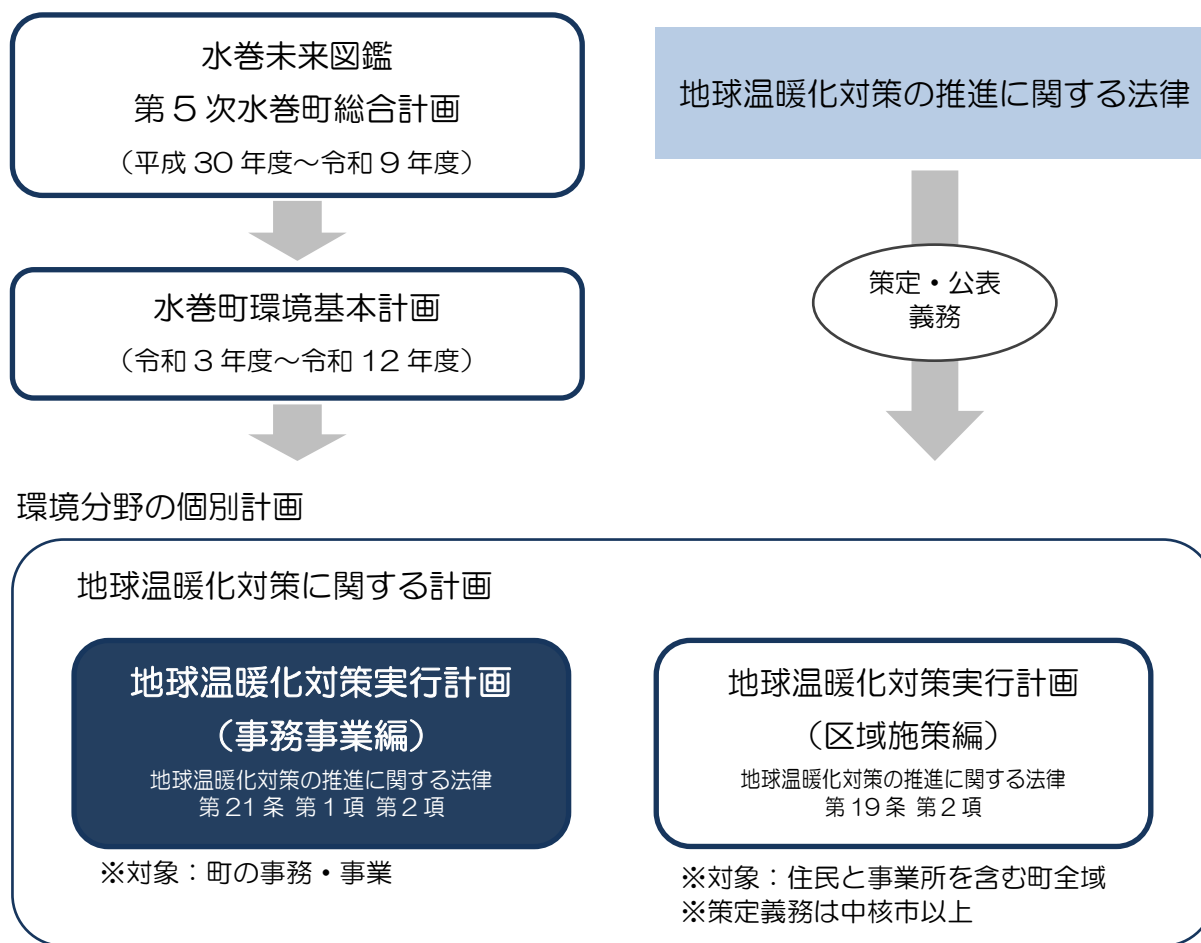 水巻未来図鑑
第5次水巻町総合計画
（平成30年度～令和9年度）
地球温暖化対策の推進に関する法律
水巻町環境基本計画
（令和3年度～令和12年度）
策定・公表
義務
環境分野の個別計画
地球温暖化対策に関する計画
地球温暖化対策実行計画
（事務事業編）
地球温暖化対策の推進に関する法律
第21条 第1項 第2項
※対象：町の事務・事業
地球温暖化対策実行計画
（区域施策編）
地球温暖化対策の推進に関する法律
第19条 第2項
※対象：住民と事業所を含む町全域
※策定義務は中核市以上